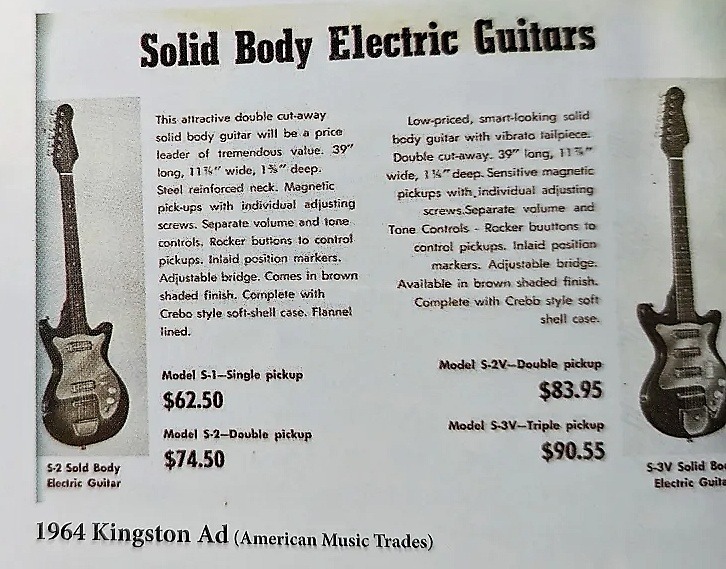 Solid Body Electric Guitars
This attractive double cut-away
solid body guitar will be a price
leader of tremendous value. 39"
long, 11¾" wide, 1⅜" deep.
Steel reinforced neck. Magnetic
pick-ups with individual adjusting
screws. Separate volume and tone
controls. Rocker buttons to control
pickups. Inlaid position markers.
Adjustable bridge. Comes in brown
shaded finish. Complete with
Crebo style soft-shell case. Flannel
lined.
Model S-1—Single pickup
$62.50
Model S-2—Double pickup
$74.50
S-2 Sold Body
Electric Guitar
Low-priced, smart-looking solid
body guitar with vibrato tailpiece.
Double cut-away. 39" long, 11¾"
wide, 1¼" deep. Sensitive magnetic
pickups with individual adjusting
screws.Separate volume and
Tone Controls - Rocker buuttons to
control pickups. Inlaid position
markers. Adjustable bridge.
Available in brown shaded finish.
Complete with Crebb style soft
shell case.
Model S-2V—Double pickup
$83.95
Model S-3V—Triple pickup
$90.55
S-3V Solid Bo
Electric Guita
1964 Kingston Ad (American Music Trades)